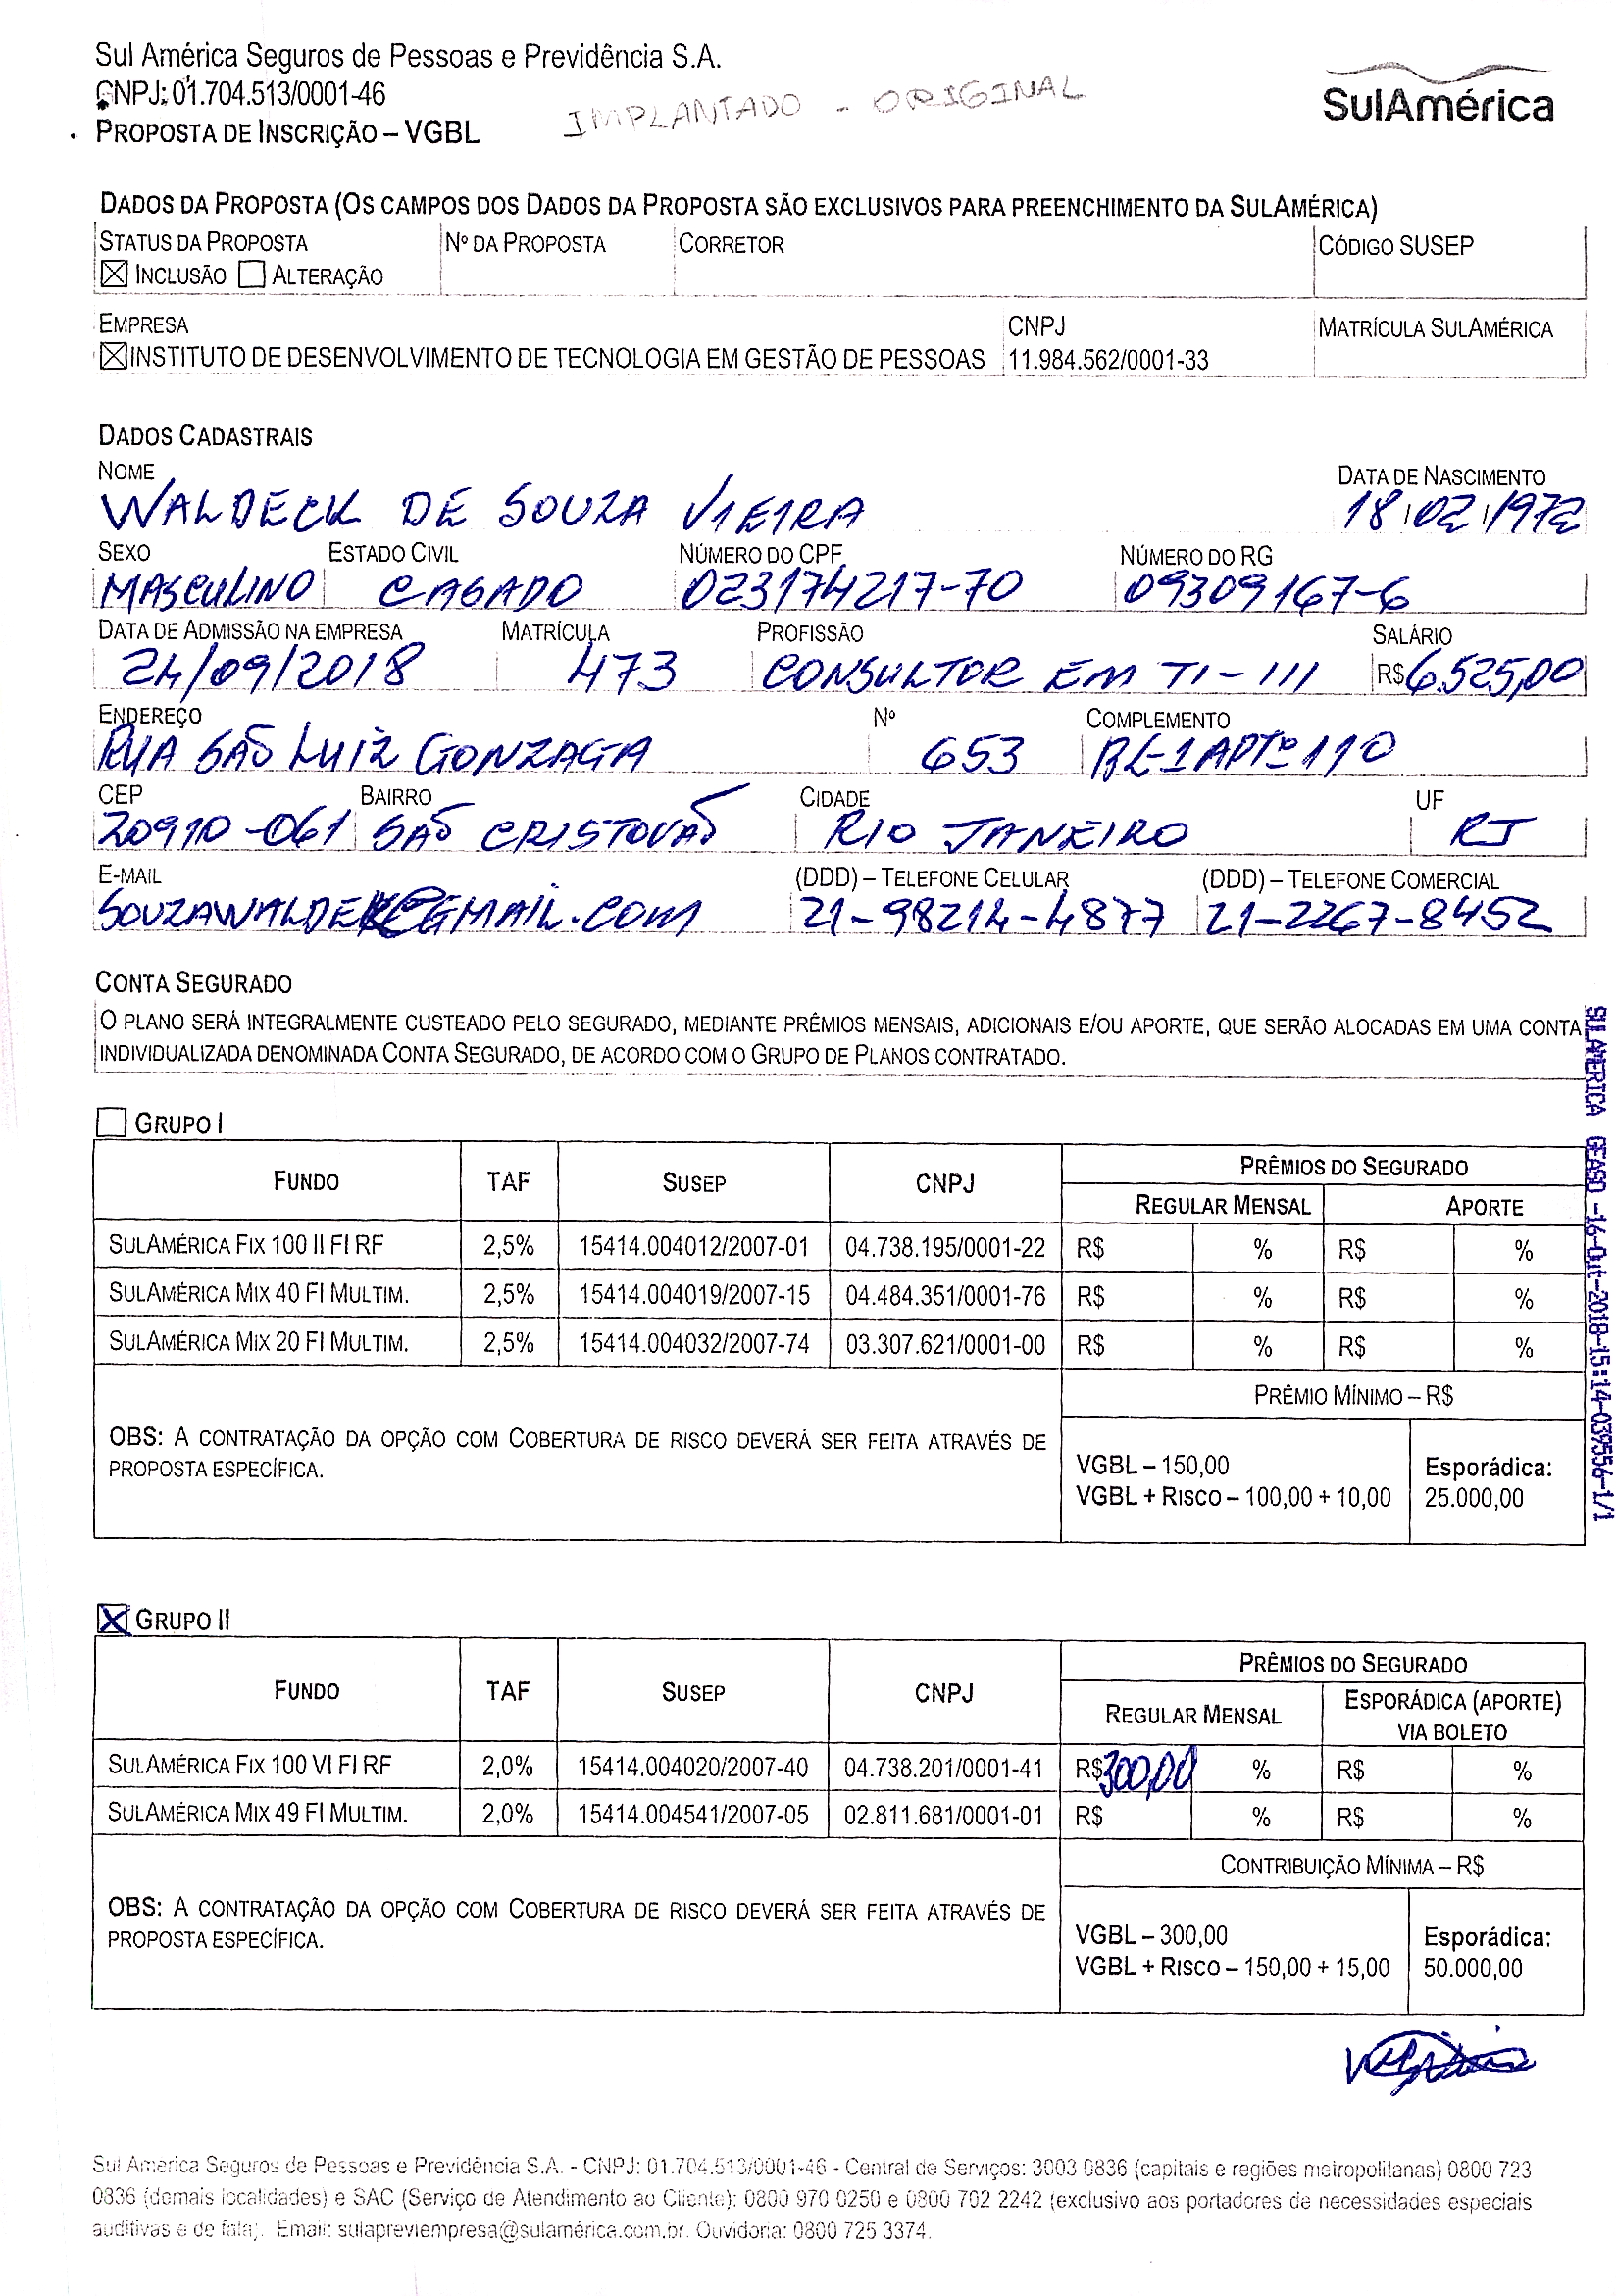 Sul América Seguros de Pessoas e Previdência S.A.
CNPJ: 01.704.513/0001-46
PROPOSTA DE INSCRIÇÃO – VGBL
IMPLANTADO - ORIGINAL
SulAmérica
DADOS DA PROPOSTA (OS CAMPOS DOS DADOS DA PROPOSTA SÃO EXCLUSIVOS PARA PREENCHIMENTO DA SULAMÉRICA)
STATUS DA PROPOSTA Nº DA PROPOSTA CORRETOR CÓDIGO SUSEP
☒ INCLUSÃO ☐ ALTERAÇÃO
EMPRESA CNPJ MATRÍCULA SULAMÉRICA
☒ INSTITUTO DE DESENVOLVIMENTO DE TECNOLOGIA EM GESTÃO DE PESSOAS 11.984.562/0001-33
DADOS CADASTRAIS
NOME DATA DE NASCIMENTO
WALDECK DE SOUZA VIEIRA 18/02/1972
SEXO ESTADO CIVIL NÚMERO DO CPF NÚMERO DO RG
MASCULINO CASADO 023174217-70 09309167-6
DATA DE ADMISSÃO NA EMPRESA MATRÍCULA PROFISSÃO SALÁRIO
24/09/2018 473 CONSULTOR EM TI - III R$ 6.525,00
ENDEREÇO Nº COMPLEMENTO
RUA SÃO LUIZ GONZAGA 653 BL-1 APTº 110
CEP BAIRRO CIDADE UF
20910-061 SÃO CRISTOVÃO RIO JANEIRO RJ
E-MAIL (DDD) – TELEFONE CELULAR (DDD) – TELEFONE COMERCIAL
21-98214-4877 21-2267-8452
CONTA SEGURADO
O PLANO SERÁ INTEGRALMENTE CUSTEADO PELO SEGURADO, MEDIANTE PRÊMIOS MENSAIS, ADICIONAIS E/OU APORTE, QUE SERÃO ALOCADAS EM UMA CONTA
INDIVIDUALIZADA DENOMINADA CONTA SEGURADO, DE ACORDO COM O GRUPO DE PLANOS CONTRATADO.
☐ GRUPO I
FUNDO TAF SUSEP CNPJ PRÊMIOS DO SEGURADO
REGULAR MENSAL APORTE
SULAMÉRICA FIX 100 II FI RF 2,5% 15414.004012/2007-01 04.738.195/0001-22 R$ % R$ %
SULAMÉRICA MIX 40 FI MULTIM. 2,5% 15414.004019/2007-15 04.484.351/0001-76 R$ % R$ %
SULAMÉRICA MIX 20 FI MULTIM. 2,5% 15414.004032/2007-74 03.307.621/0001-00 R$ % R$ %
PRÊMIO MÍNIMO – R$
OBS: A CONTRATAÇÃO DA OPÇÃO COM COBERTURA DE RISCO DEVERÁ SER FEITA ATRAVÉS DE
PROPOSTA ESPECÍFICA.
VGBL – 150,00 Esporádica:
VGBL + RISCO – 100,00 + 10,00 25.000,00
SULAMERICA GEASO -16-Out-2018-15:14-039556-1/1
☒ GRUPO II
FUNDO TAF SUSEP CNPJ PRÊMIOS DO SEGURADO
REGULAR MENSAL ESPORÁDICA (APORTE)
VIA BOLETO
SULAMÉRICA FIX 100 VI FI RF 2,0% 15414.004020/2007-40 04.738.201/0001-41 R$ 300,00 % R$ %
SULAMÉRICA MIX 49 FI MULTIM. 2,0% 15414.004541/2007-05 02.811.681/0001-01 R$ % R$ %
CONTRIBUIÇÃO MÍNIMA – R$
OBS: A CONTRATAÇÃO DA OPÇÃO COM COBERTURA DE RISCO DEVERÁ SER FEITA ATRAVÉS DE
PROPOSTA ESPECÍFICA.
VGBL – 300,00 Esporádica:
VGBL + RISCO – 150,00 + 15,00 50.000,00
Sul America Seguros de Pessoas e Previdência S.A. - CNPJ: 01.704.513/0001-46 - Central de Serviços: 3003 0836 (capitais e regiões metropolitanas) 0800 723
0836 (demais localidades) e SAC (Serviço de Atendimento ao Cliente): 0800 970 0250 e 0800 702 2242 (exclusivo aos portadores de necessidades especiais
auditivas e de fala). Email: sulapreviempresa@sulamérica.com.br. Ouvidoria: 0800 725 3374.